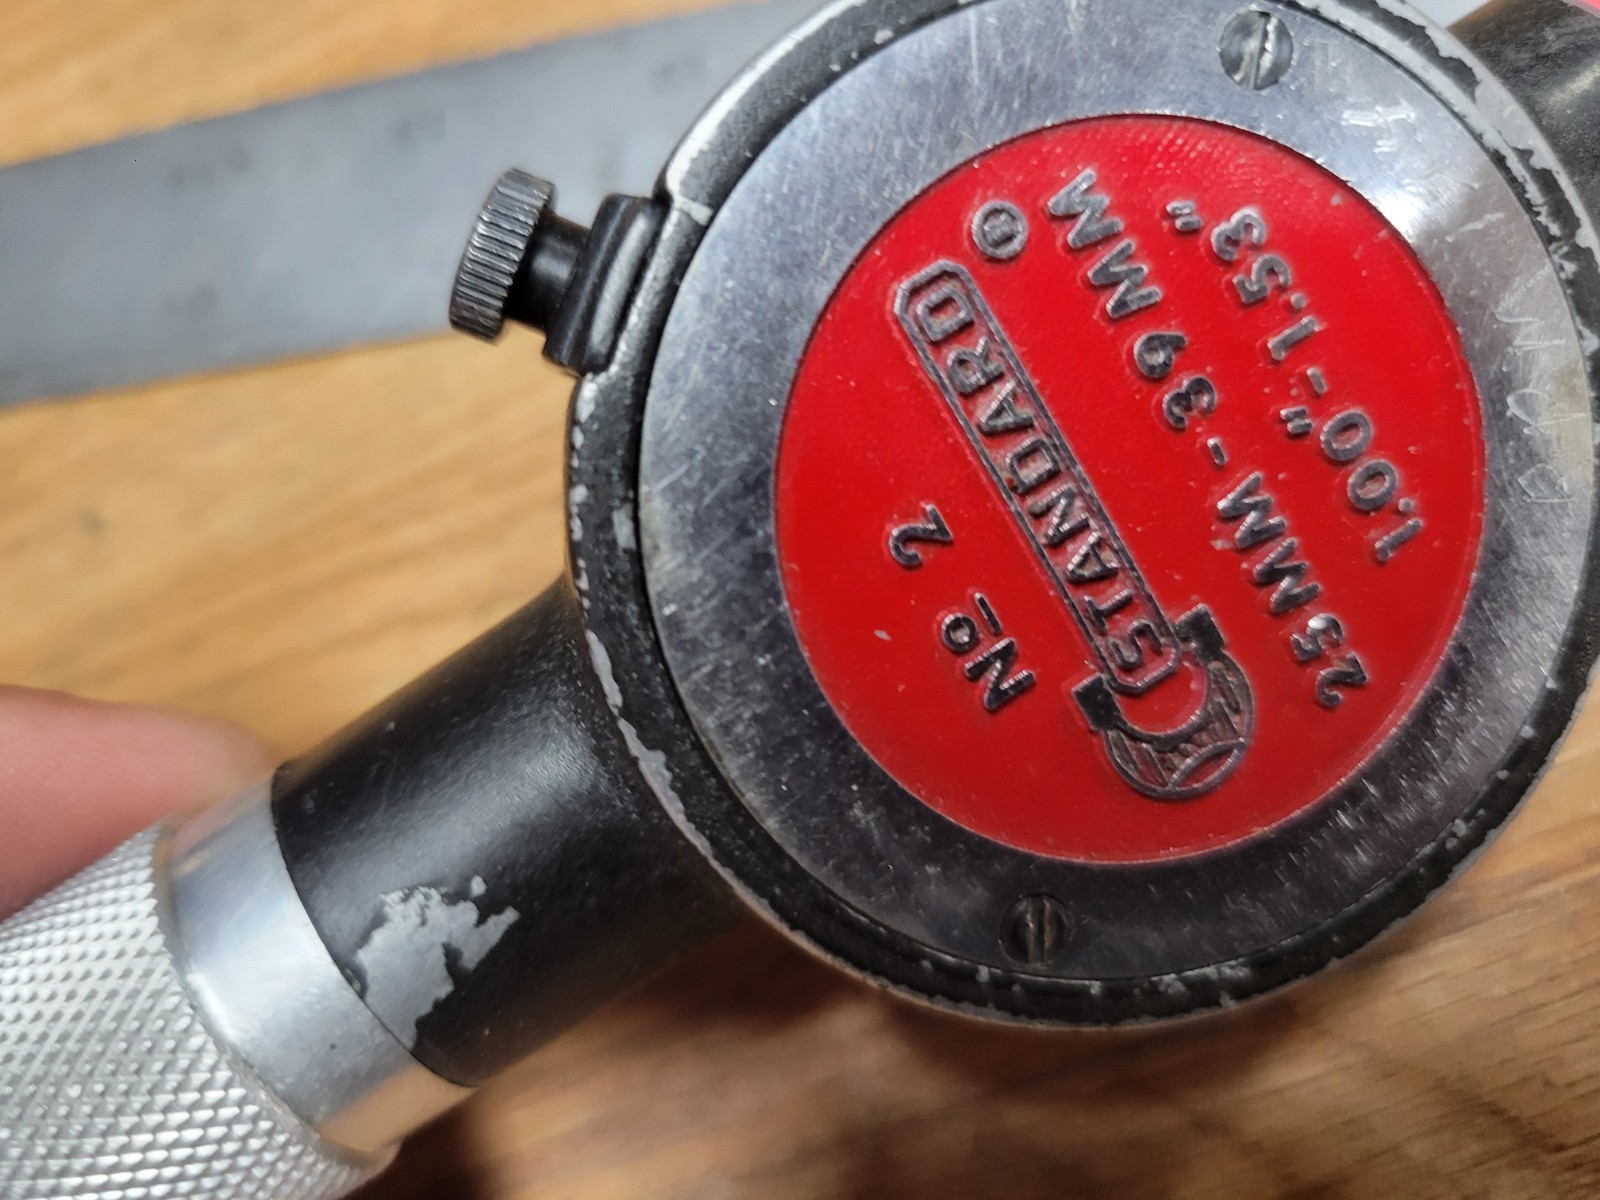 Nº 2
STANDARD ®
25MM-39MM
1.00"-1.53"